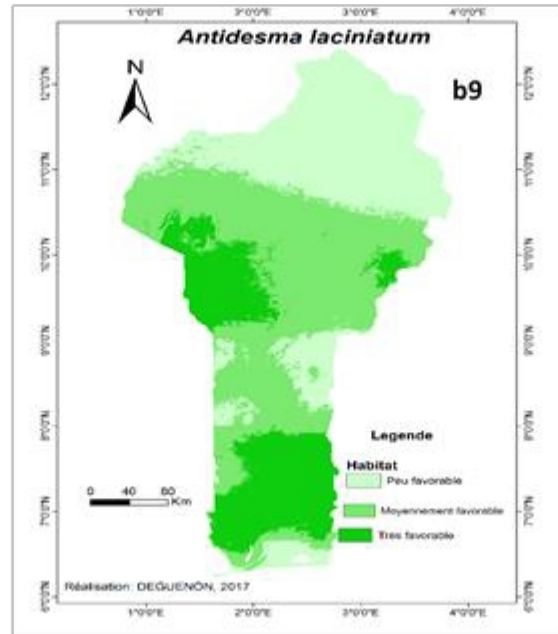 Antidesma laciniatum
1°0'0"E 2°0'0"E 3°0'0"E 4°0'0"E
N
b9
12°0'0"N 12°0'0"N
11°0'0"N 11°0'0"N
10°0'0"N 10°0'0"N
9°0'0"N 9°0'0"N
8°0'0"N 8°0'0"N
7°0'0"N 7°0'0"N
6°0'0"N 6°0'0"N
Legende
Habitat
Peu favorable
Moyennement favorable
Trés favorable
0 20 40 80
Km
Réalisation: DEGUENON, 2017
1°0'0"E 2°0'0"E 3°0'0"E 4°0'0"E